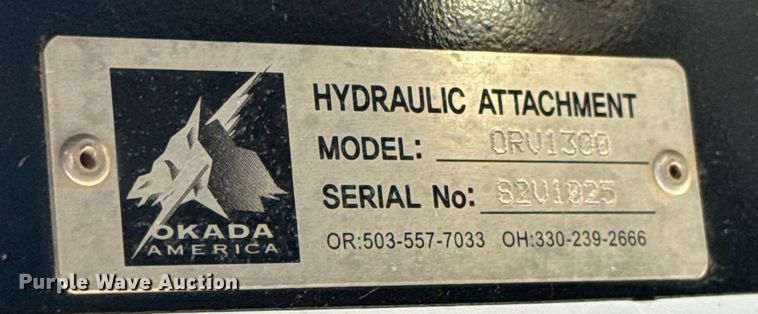 HYDRAULIC ATTACHMENT
MODEL: ORV1300
SERIAL No: 82V1025
OR:503-557-7033 OH:330-239-2666
OKADA
AMERICA
Purple Wave Auction